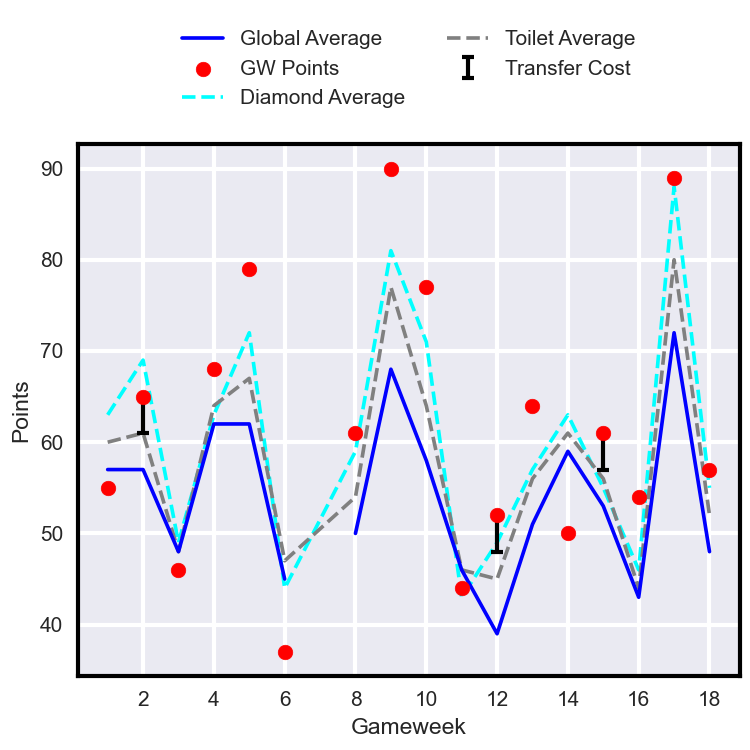 Global Average
GW Points
Diamond Average
Toilet Average
Transfer Cost
90
80
70
60
50
40
Points
2 4 6 8 10 12 14 16 18
Gameweek